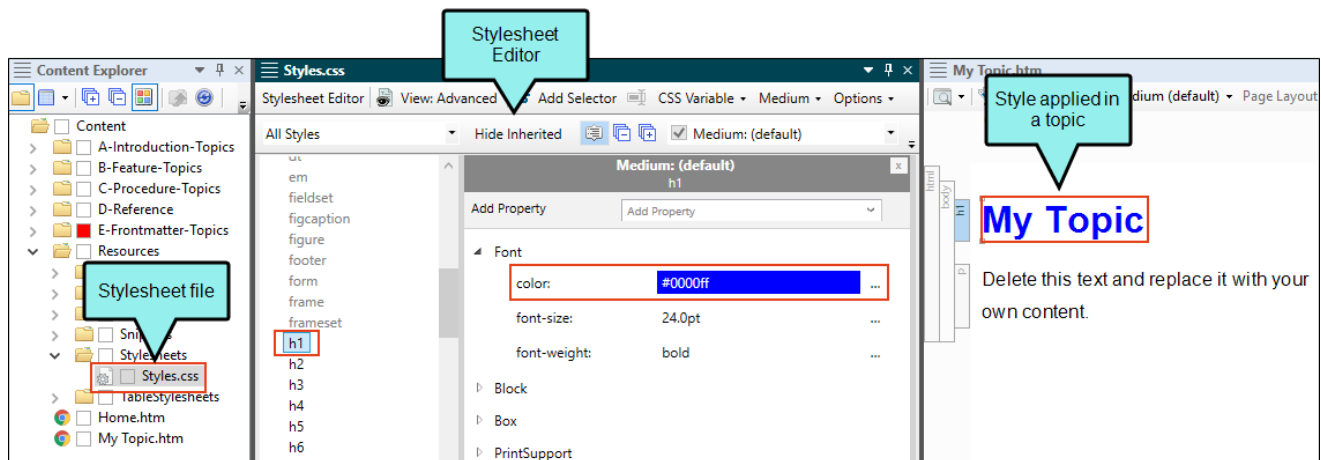 Stylesheet
Editor
Content Explorer
Styles.css
My Topic.htm
Stylesheet Editor
View: Advanced
Add Selector
CSS Variable
Medium
Options
Style applied in
a topic
dium (default)
Page Layout
All Styles
Hide Inherited
Medium: (default)
Content
A-Introduction-Topics
B-Feature-Topics
C-Procedure-Topics
D-Reference
E-Frontmatter-Topics
Resources
Stylesheet file
Stylesheets
Styles.css
TableStylesheets
Home.htm
My Topic.htm
em
fieldset
figcaption
figure
footer
form
frame
frameset
h1
h2
h3
h4
h5
h6
Medium: (default)
h1
x
Add Property
Add Property
Font
color:
#0000ff
...
font-size:
24.0pt
...
font-weight:
bold
...
Block
Box
PrintSupport
html
body
h1
p
My Topic
Delete this text and replace it with your
own content.